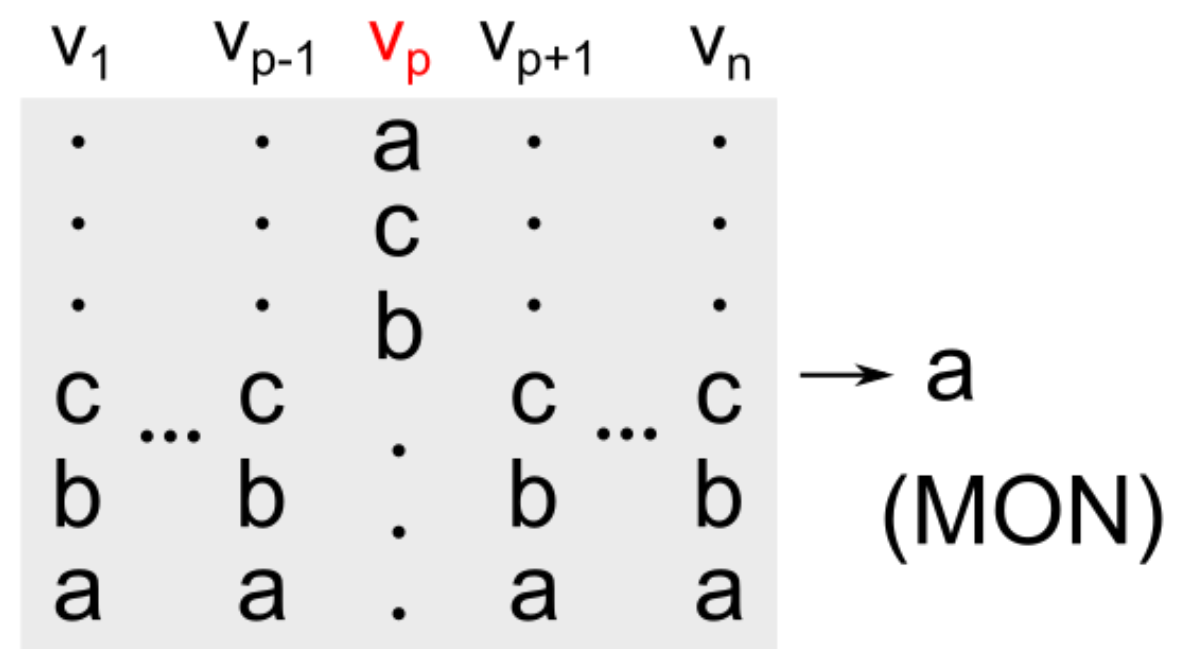 v1 vp-1 vp vp+1 vn
. . a . .
. . c . .
. . b . .
c ... c . c ... c → a
b b . b b (MON)
a a . a a